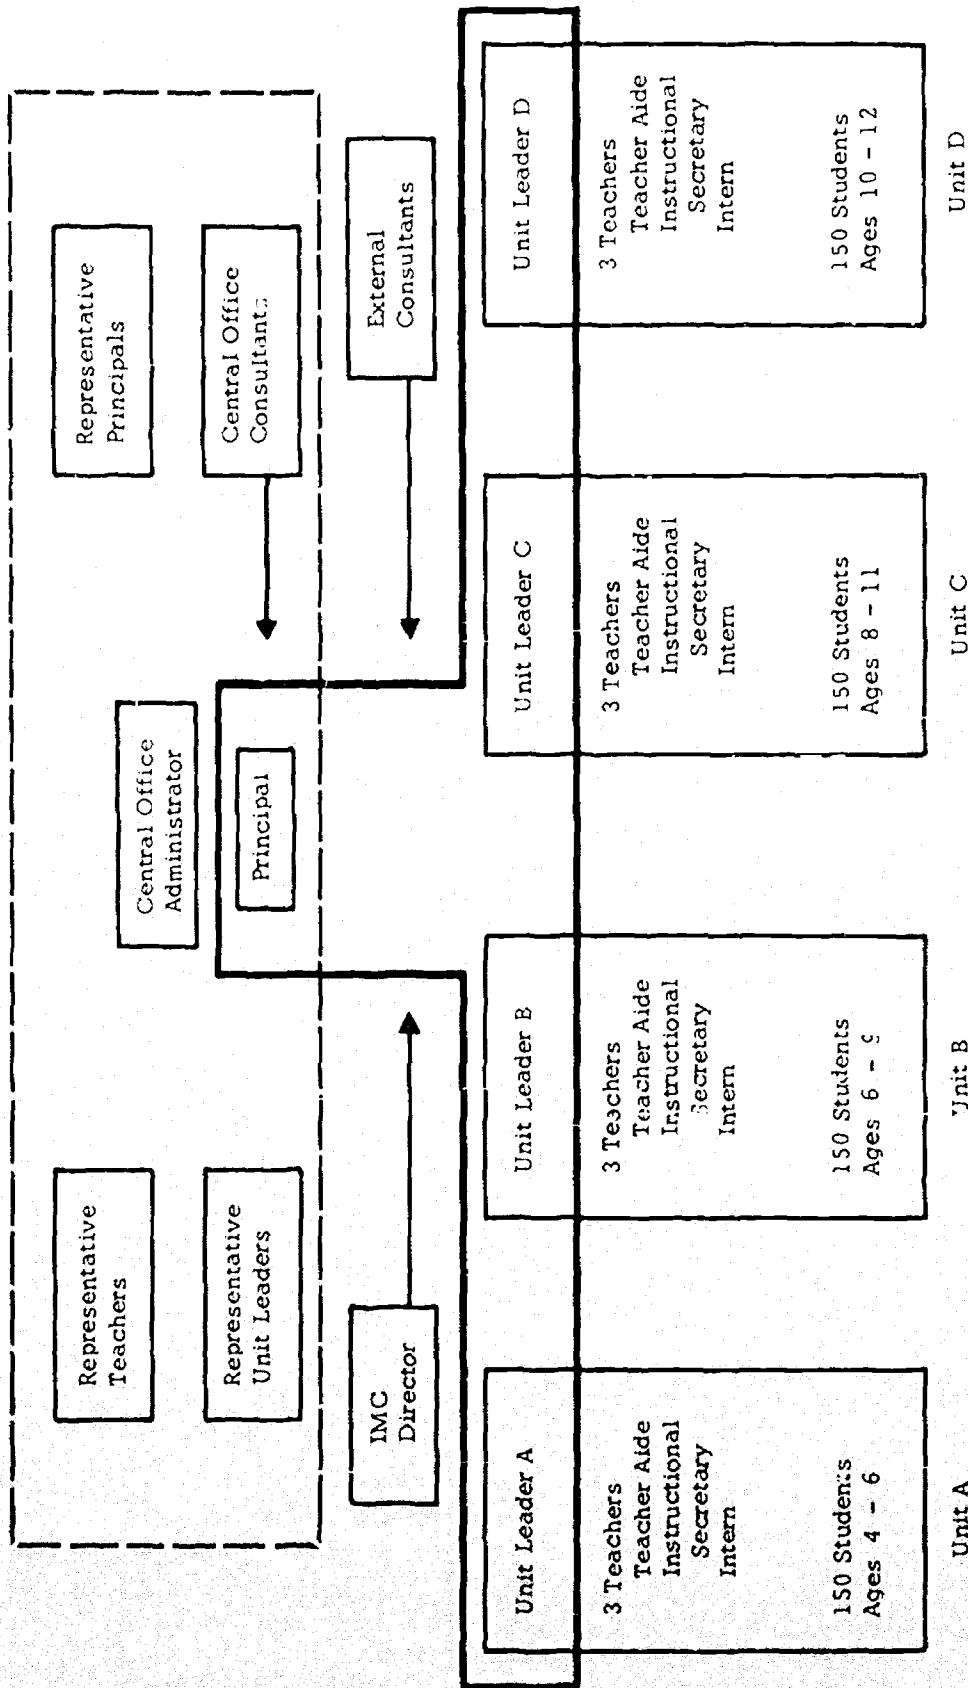 Representative
Teachers
Representative
Principals
Central Office
Administrator
Representative
Unit Leaders
Principal
Central Office
Consultants
IMC
Director
External
Consultants
Unit Leader A
3 Teachers
Teacher Aide
Instructional
Secretary
Intern
150 Students
Ages 4 - 6
Unit A
Unit Leader B
3 Teachers
Teacher Aide
Instructional
Secretary
Intern
150 Students
Ages 6 - 9
Unit B
Unit Leader C
3 Teachers
Teacher Aide
Instructional
Secretary
Intern
150 Students
Ages 8 - 11
Unit C
Unit Leader D
3 Teachers
Teacher Aide
Instructional
Secretary
Intern
150 Students
Ages 10 - 12
Unit D